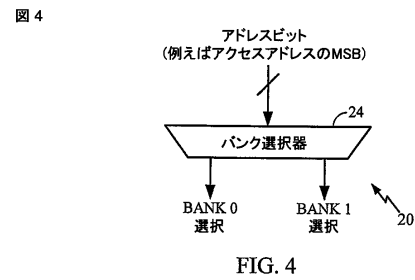 図4
アドレスビット
(例えばアクセスアドレスのMSB)
24
バンク選択器
BANK 0
選択
BANK 1
選択
20
FIG. 4